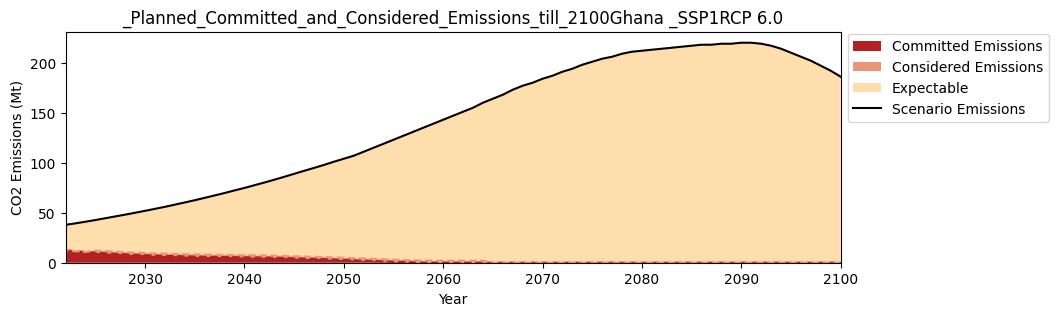 _Planned_Committed_and_Considered_Emissions_till_2100Ghana _SSP1RCP 6.0
CO2 Emissions (Mt)
200
150
100
50
0
2030 2040 2050 2060 2070 2080 2090 2100
Year
Committed Emissions
Considered Emissions
Expectable
Scenario Emissions